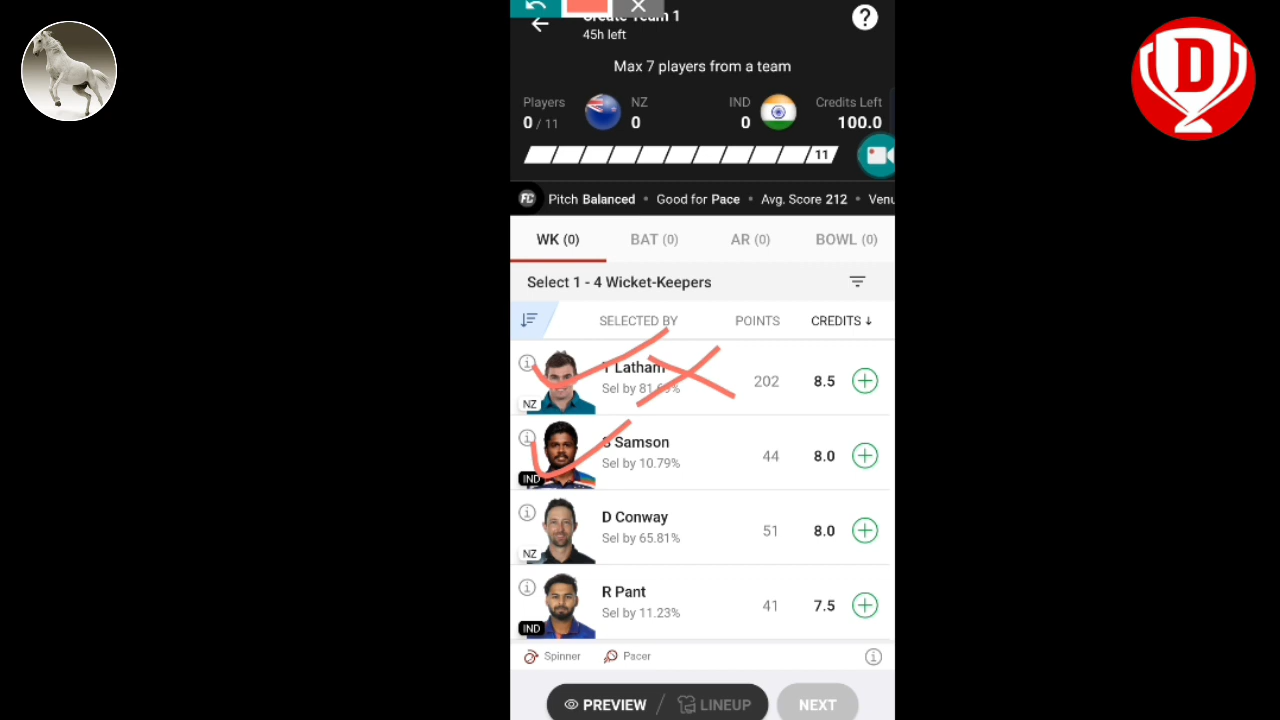 Create Team 1
45h left
Max 7 players from a team
Players NZ IND Credits Left
0 / 11 0 0 100.0
11
FC Pitch Balanced • Good for Pace • Avg. Score 212 • Venu
WK (0) BAT (0) AR (0) BOWL (0)
Select 1 - 4 Wicket-Keepers
SELECTED BY POINTS CREDITS ↓
T Latham
Sel by 202 8.5
NZ
S Samson
Sel by 10.79% 44 8.0
IND
D Conway
Sel by 65.81% 51 8.0
NZ
R Pant
Sel by 11.23% 41 7.5
IND
Spinner Pacer
PREVIEW / LINEUP NEXT
D